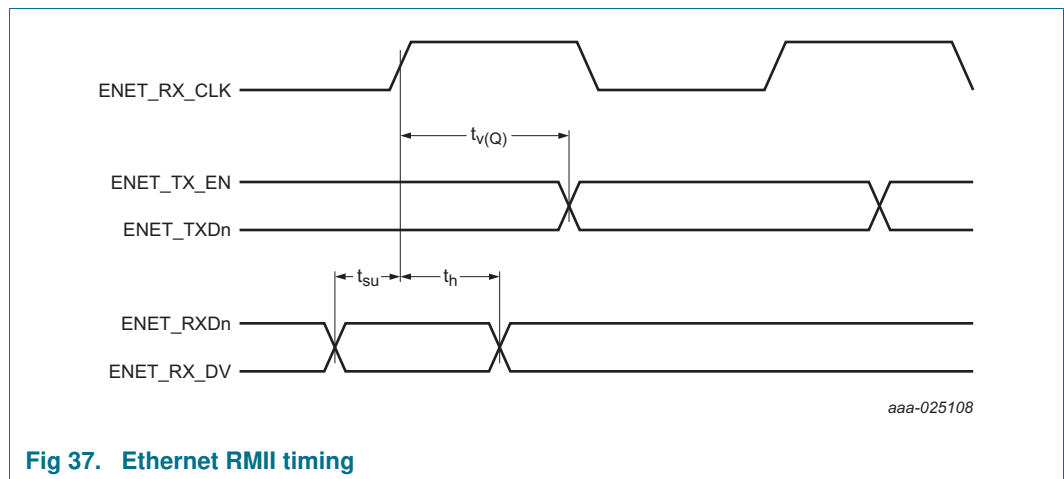 ENET_RX_CLK
tv(Q)
ENET_TX_EN
ENET_TXDn
tsu
th
ENET_RXDn
ENET_RX_DV
aaa-025108
Fig 37. Ethernet RMII timing